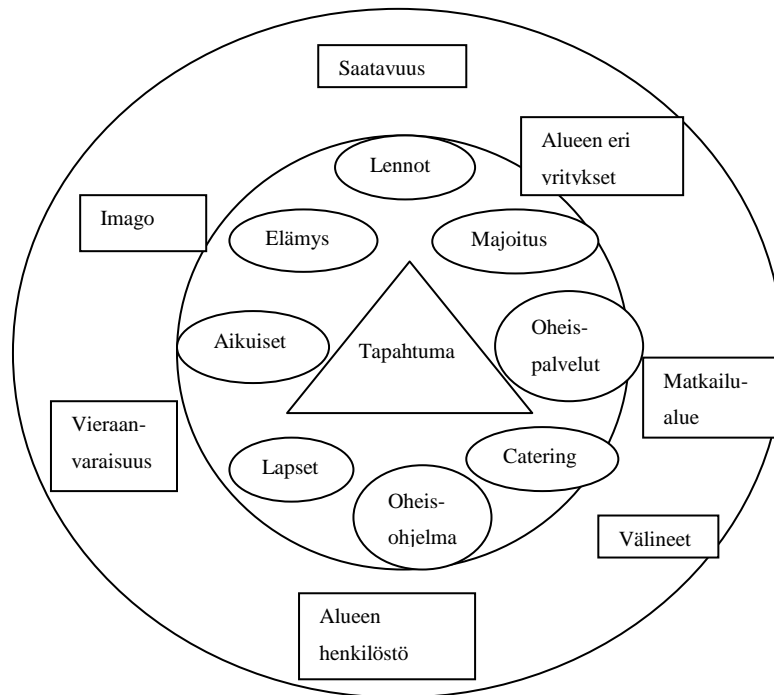 Saatavuus
Alueen eri
yritykset
Lennot
Imago
Elämys
Majoitus
Aikuiset
Tapahtuma
Oheis-
palvelut
Matkailu-
alue
Vieraan-
varaisuus
Lapset
Catering
Oheis-
ohjelma
Välineet
Alueen
henkilöstö